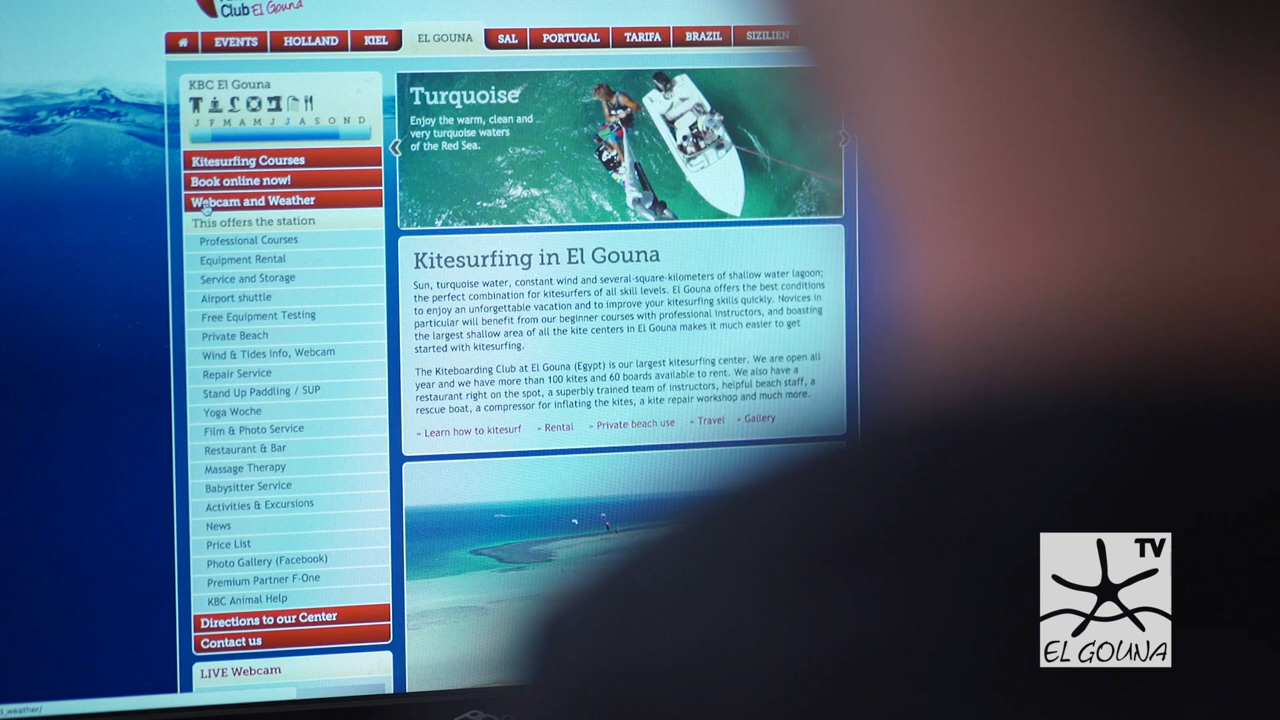 Club El Gouna
EVENTS
HOLLAND
KIEL
EL GOUNA
SAL
PORTUGAL
TARIFA
BRAZIL
SIZILIEN
KBC El Gouna
J F M A M J J A S O N D
Kitesurfing Courses
Book online now!
Webcam and Weather
This offers the station
Professional Courses
Equipment Rental
Service and Storage
Airport shuttle
Free Equipment Testing
Private Beach
Wind & Tides Info, Webcam
Repair Service
Stand Up Paddling / SUP
Yoga Woche
Film & Photo Service
Restaurant & Bar
Massage Therapy
Babysitter Service
Activities & Excursions
News
Price List
Photo Gallery (Facebook)
Premium Partner F-One
KBC Animal Help
Directions to our Center
Contact us
LIVE Webcam
Turquoise
Enjoy the warm, clean and
very turquoise waters
of the Red Sea.
Kitesurfing in El Gouna
Sun, turquoise water, constant wind and several-square-kilometers of shallow water lagoon;
the perfect combination for kitesurfers of all skill levels. El Gouna offers the best conditions
to enjoy an unforgettable vacation and to improve your kitesurfing skills quickly. Novices in
particular will benefit from our beginner courses with professional instructors, and boasting
the largest shallow area of all the kite centers in El Gouna makes it much easier to get
started with kitesurfing.
The Kiteboarding Club at El Gouna (Egypt) is our largest kitesurfing center. We are open all
year and we have more than 100 kites and 60 boards available to rent. We also have a
restaurant right on the spot, a superbly trained team of instructors, helpful beach staff, a
rescue boat, a compressor for inflating the kites, a kite repair workshop and much more.
» Learn how to kitesurf » Rental » Private beach use » Travel » Gallery
TV
EL GOUNA